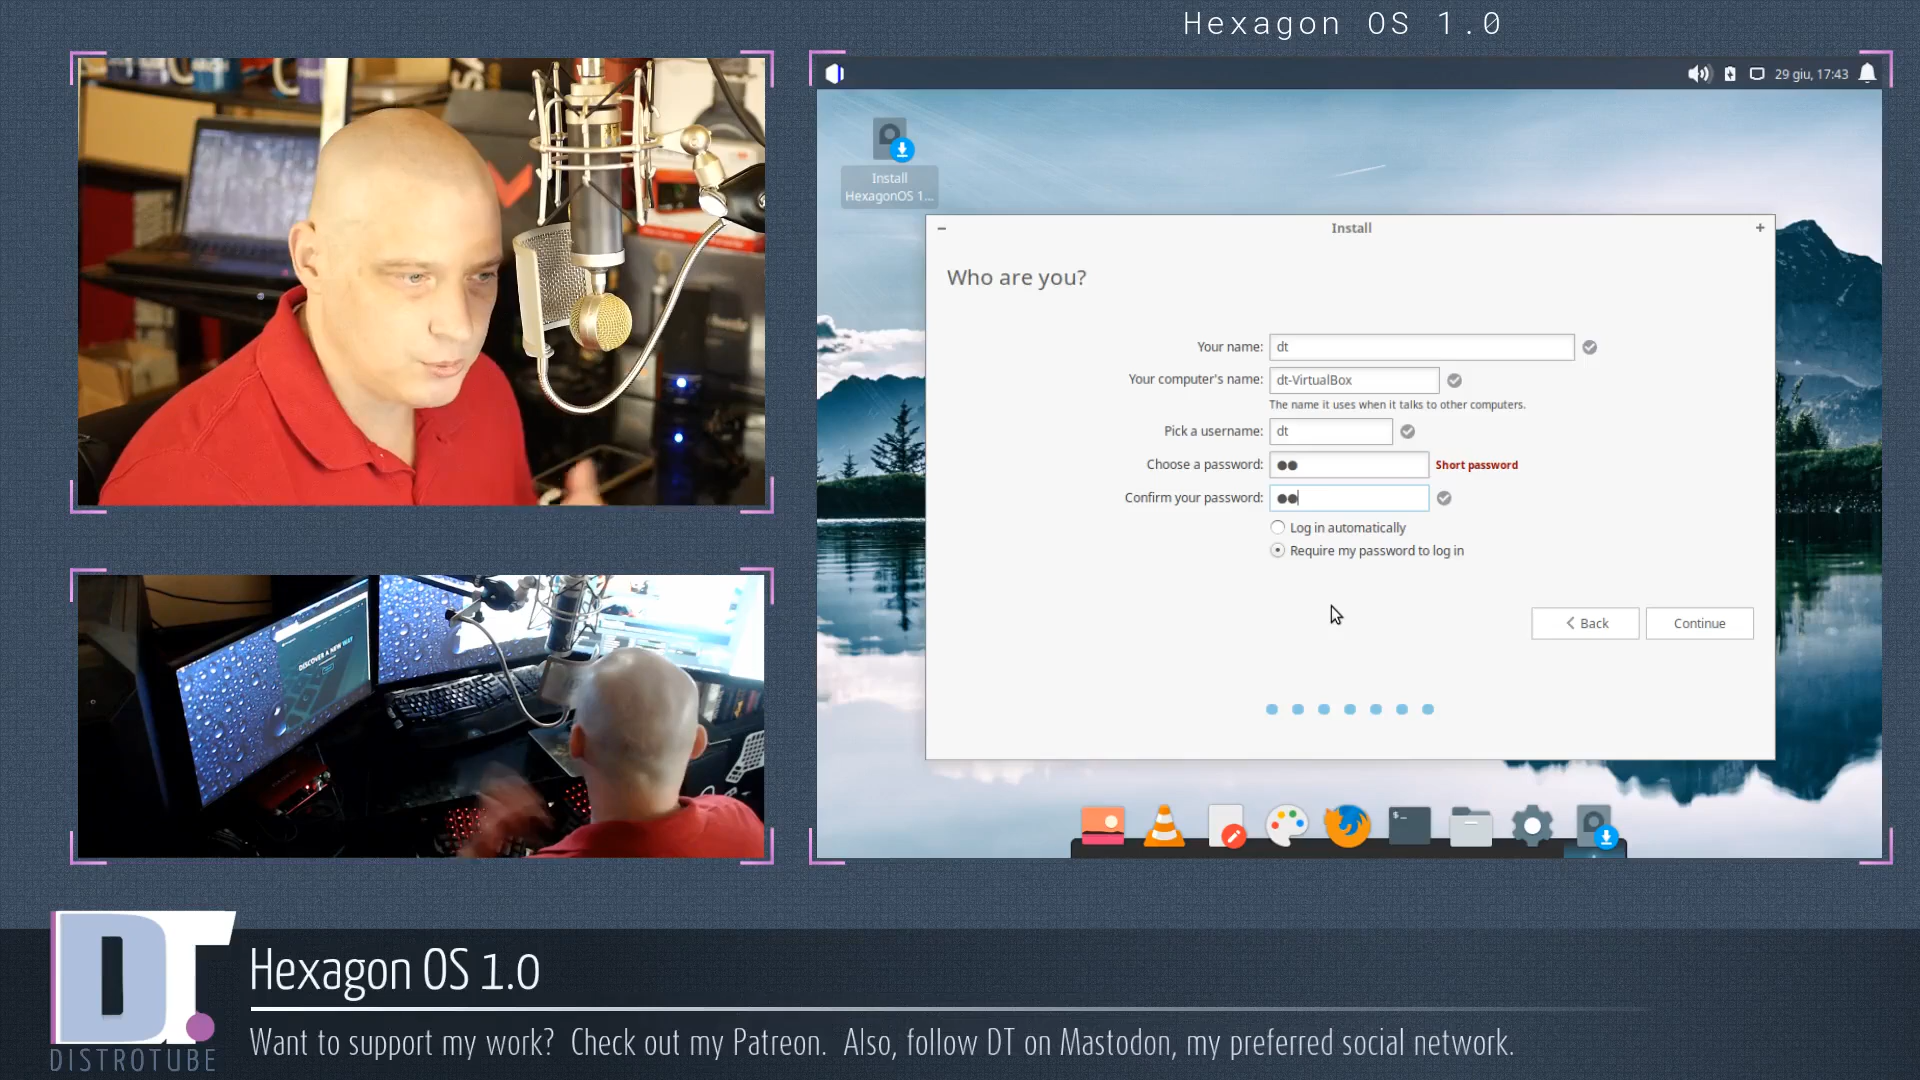 Hexagon OS 1.0
29 giu, 17:43
Install
HexagonOS 1...
Install
Who are you?
Your name: dt
Your computer's name: dt-VirtualBox
The name it uses when it talks to other computers.
Pick a username: dt
Choose a password: ●● Short password
Confirm your password: ●●
Log in automatically
Require my password to log in
Back
Continue
DISCOVER A NEW WAY
DT
DISTROTUBE
Hexagon OS 1.0
Want to support my work? Check out my Patreon. Also, follow DT on Mastodon, my preferred social network.